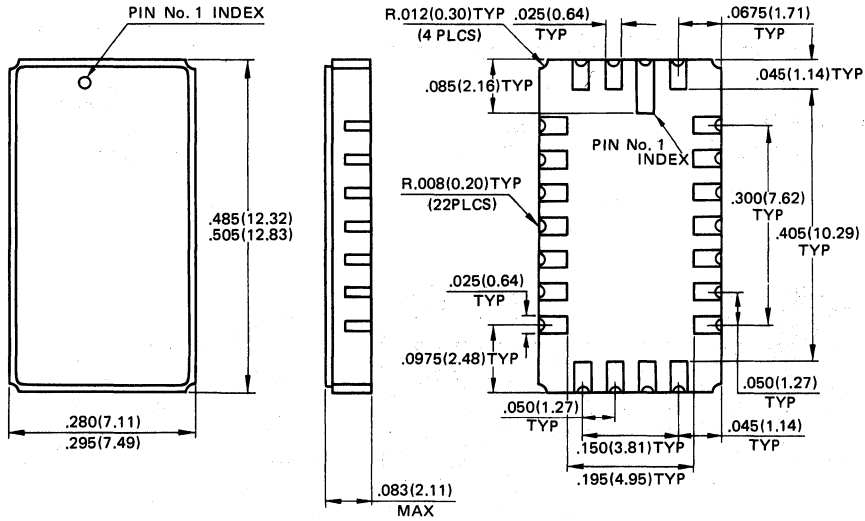 PIN No. 1 INDEX
R.012(0.30)TYP
(4 PLCS)
.025(0.64)
TYP
.0675(1.71)
TYP
.085(2.16)TYP
.045(1.14)TYP
PIN No. 1
INDEX
R.008(0.20)TYP
(22PLCS)
.485(12.32)
.505(12.83)
.300(7.62)
TYP
.405(10.29)
TYP
.025(0.64)
TYP
.0975(2.48)TYP
.050(1.27)
TYP
.050(1.27)
TYP
.045(1.14)
TYP
.150(3.81)TYP
.195(4.95)TYP
.280(7.11)
.295(7.49)
.083(2.11)
MAX